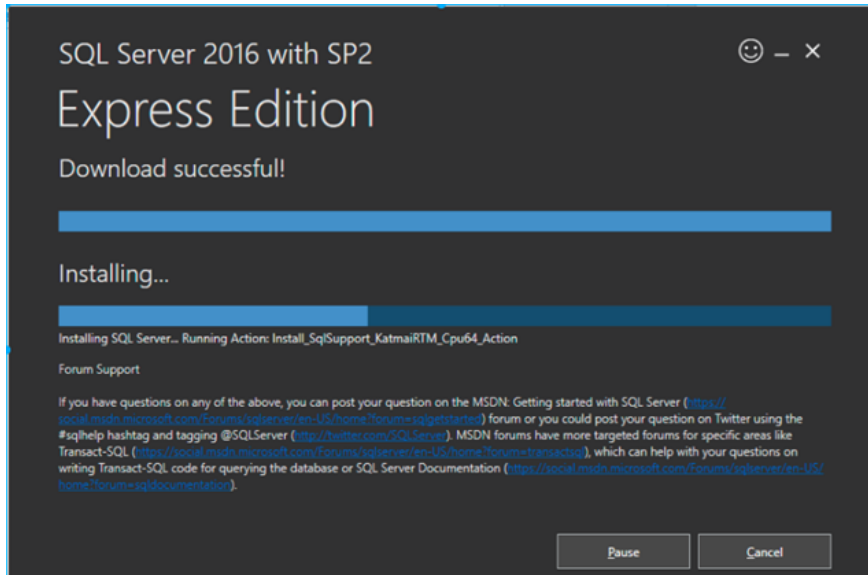 SQL Server 2016 with SP2
Express Edition
Download successful!
Installing...
Installing SQL Server... Running Action: Install_SqlSupport_KatmaiRTM_Cpu64_Action
Forum Support
If you have questions on any of the above, you can post your question on the MSDN: Getting started with SQL Server (https://
social.msdn.microsoft.com/Forums/sqlserver/en-US/home?forum=sqlgetstarted) forum or you could post your question on Twitter using the
#sqlhelp hashtag and tagging @SQLServer (http://twitter.com/SQLServer). MSDN forums have more targeted forums for specific areas like
Transact-SQL (https://social.msdn.microsoft.com/Forums/sqlserver/en-US/home?forum=transactsql), which can help with your questions on
writing Transact-SQL code for querying the database or SQL Server Documentation (https://social.msdn.microsoft.com/Forums/sqlserver/en-US/
home?forum=sqldocumentation).
Pause
Cancel